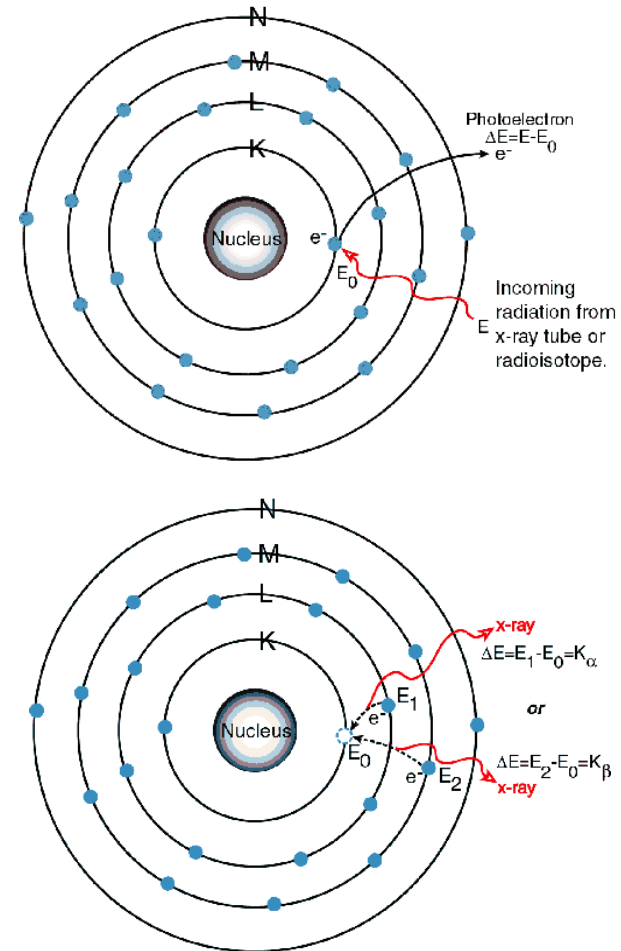 N
M
L
K
Photoelectron
ΔE=E-E₀
e⁻
Nucleus
e⁻
E₀
E
Incoming
radiation from
x-ray tube or
radioisotope.
N
M
L
K
x-ray
ΔE=E₁-E₀=Kα
or
Nucleus
E₁
e⁻
E₀
ΔE=E₂-E₀=Kβ
e⁻
E₂
x-ray